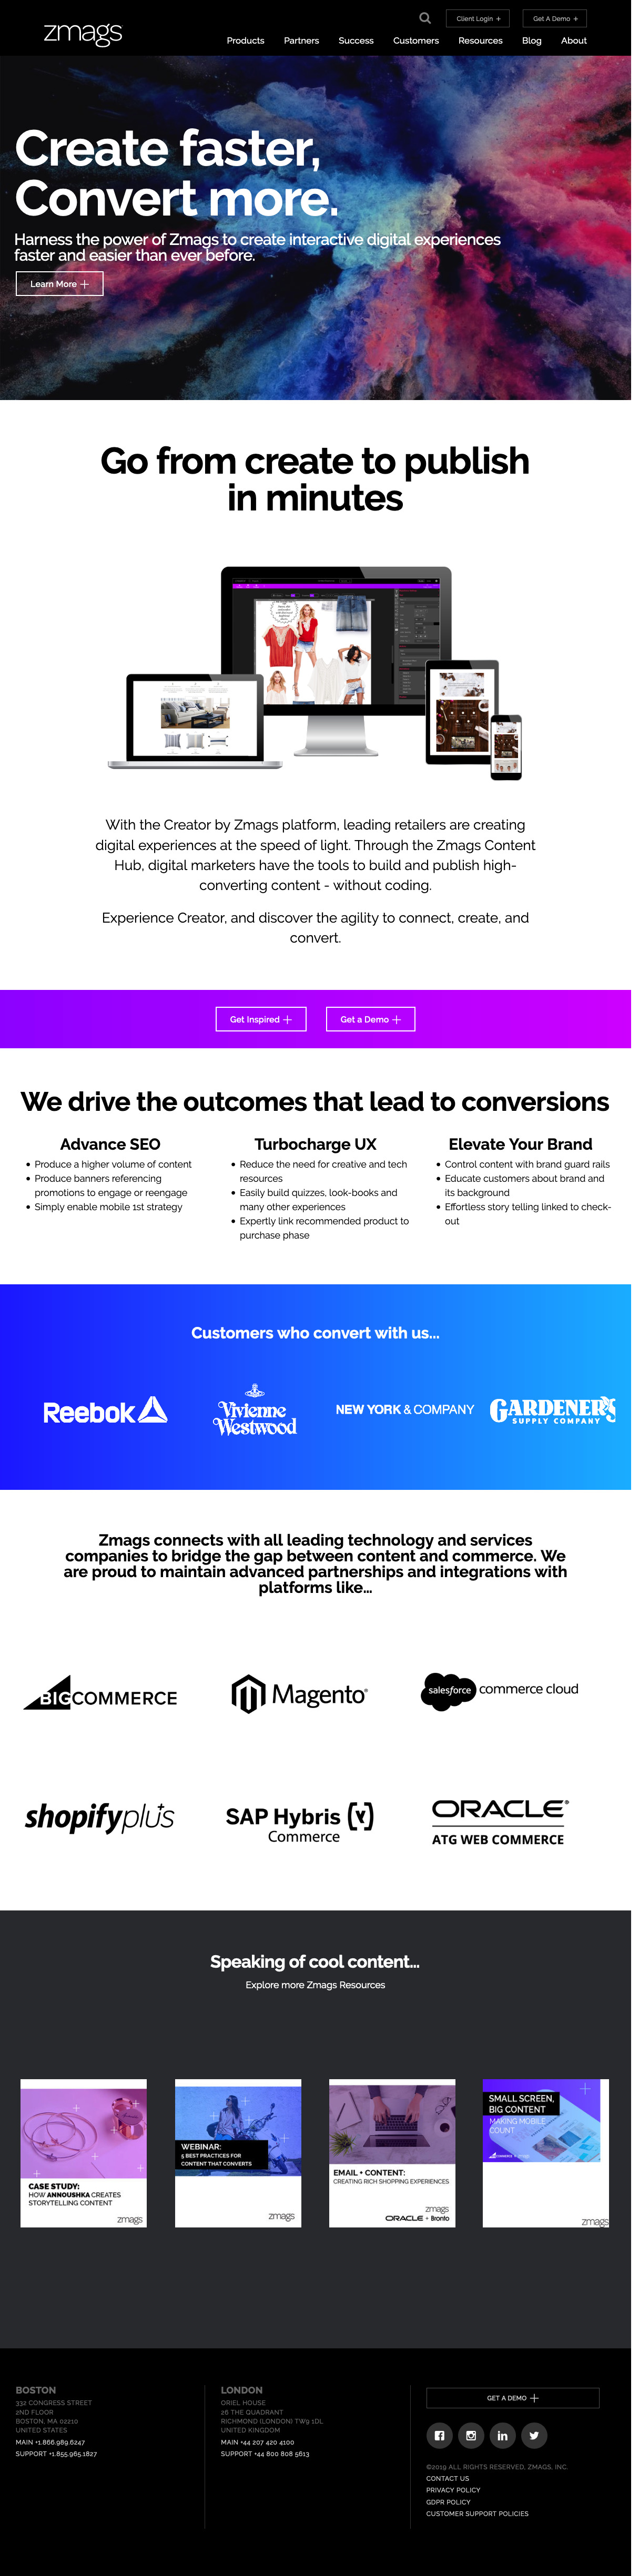 zmags
Client Login +
Get A Demo +
Products
Partners
Success
Customers
Resources
Blog
About
Create faster,
Convert more.
Harness the power of Zmags to create interactive digital experiences
faster and easier than ever before.
Learn More +
Go from create to publish
in minutes
With the Creator by Zmags platform, leading retailers are creating
digital experiences at the speed of light. Through the Zmags Content
Hub, digital marketers have the tools to build and publish high-
converting content - without coding.
Experience Creator, and discover the agility to connect, create, and
convert.
Get Inspired +
Get a Demo +
We drive the outcomes that lead to conversions
Advance SEO
• Produce a higher volume of content
• Produce banners referencing
promotions to engage or reengage
• Simply enable mobile 1st strategy
Turbocharge UX
• Reduce the need for creative and tech
resources
• Easily build quizzes, look-books and
many other experiences
• Expertly link recommended product to
purchase phase
Elevate Your Brand
• Control content with brand guard rails
• Educate customers about brand and
its background
• Effortless story telling linked to check-
out
Customers who convert with us...
Reebok
Vivienne
Westwood
NEW YORK & COMPANY
GARDENER'S
SUPPLY COMPANY
Zmags connects with all leading technology and services
companies to bridge the gap between content and commerce. We
are proud to maintain advanced partnerships and integrations with
platforms like...
BIGCOMMERCE
Magento®
salesforce commerce cloud
shopifyplus
SAP Hybris (Y)
Commerce
ORACLE®
ATG WEB COMMERCE
Speaking of cool content...
Explore more Zmags Resources
CASE STUDY:
HOW ANNOUSHKA CREATES
STORYTELLING CONTENT
zmags
WEBINAR:
5 BEST PRACTICES FOR
CONTENT THAT CONVERTS
zmags
EMAIL + CONTENT:
CREATING RICH SHOPPING EXPERIENCES
zmags
ORACLE + Bronto
SMALL SCREEN,
BIG CONTENT
MAKING MOBILE
COUNT
zmags
BOSTON
332 CONGRESS STREET
2ND FLOOR
BOSTON, MA 02210
UNITED STATES
MAIN +1.866.989.6247
SUPPORT +1.855.965.1827
LONDON
ORIEL HOUSE
26 THE QUADRANT
RICHMOND (LONDON) TW9 1DL
UNITED KINGDOM
MAIN +44 207 420 4100
SUPPORT +44 800 808 5613
GET A DEMO +
©2019 ALL RIGHTS RESERVED, ZMAGS, INC.
CONTACT US
PRIVACY POLICY
GDPR POLICY
CUSTOMER SUPPORT POLICIES